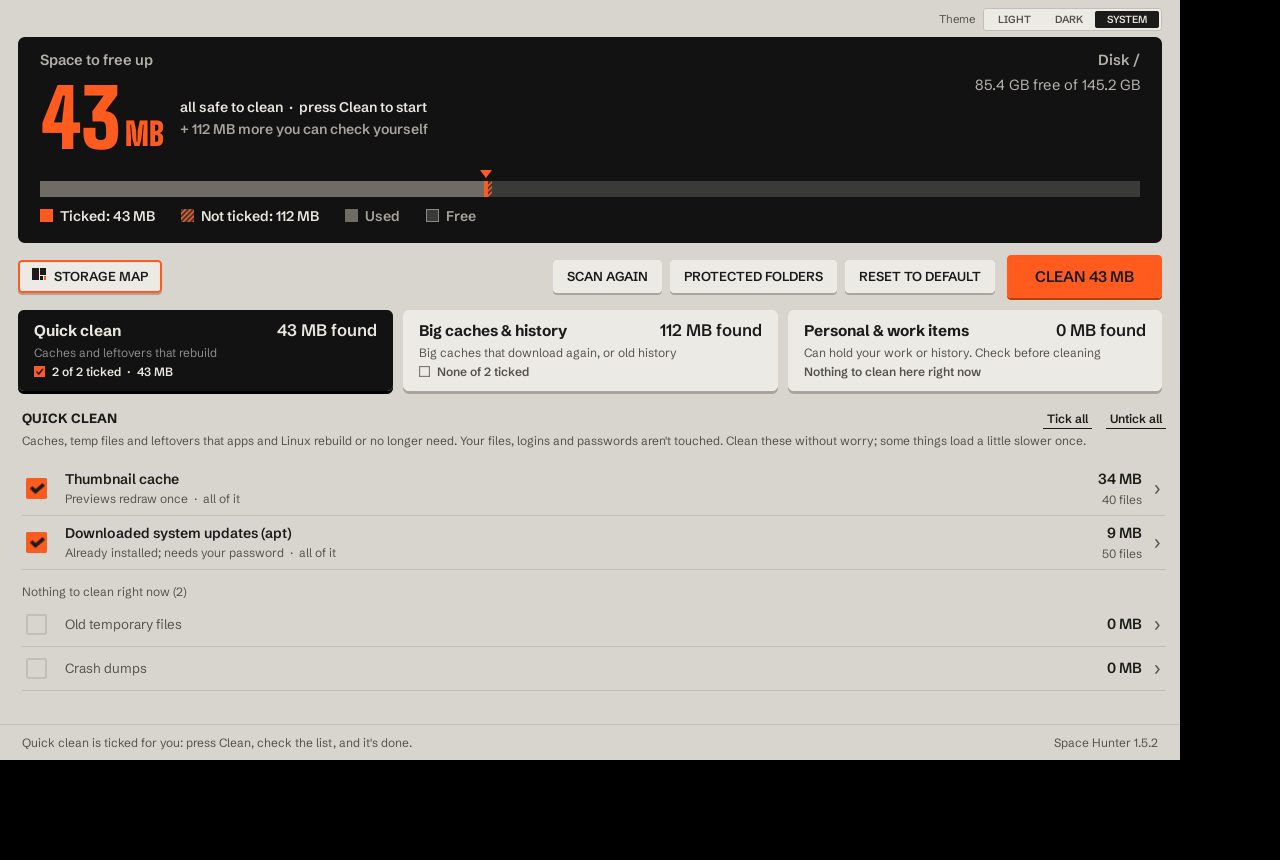 Theme LIGHT DARK SYSTEM
Space to free up
Disk /
85.4 GB free of 145.2 GB
43 MB
all safe to clean · press Clean to start
+ 112 MB more you can check yourself
Ticked: 43 MB Not ticked: 112 MB Used Free
STORAGE MAP SCAN AGAIN PROTECTED FOLDERS RESET TO DEFAULT CLEAN 43 MB
Quick clean 43 MB found
Caches and leftovers that rebuild
2 of 2 ticked · 43 MB
Big caches & history 112 MB found
Big caches that download again, or old history
None of 2 ticked
Personal & work items 0 MB found
Can hold your work or history. Check before cleaning
Nothing to clean here right now
QUICK CLEAN Tick all Untick all
Caches, temp files and leftovers that apps and Linux rebuild or no longer need. Your files, logins and passwords aren't touched. Clean these without worry; some things load a little slower once.
Thumbnail cache 34 MB
Previews redraw once · all of it 40 files
Downloaded system updates (apt) 9 MB
Already installed; needs your password · all of it 50 files
Nothing to clean right now (2)
Old temporary files 0 MB
Crash dumps 0 MB
Quick clean is ticked for you: press Clean, check the list, and it's done. Space Hunter 1.5.2